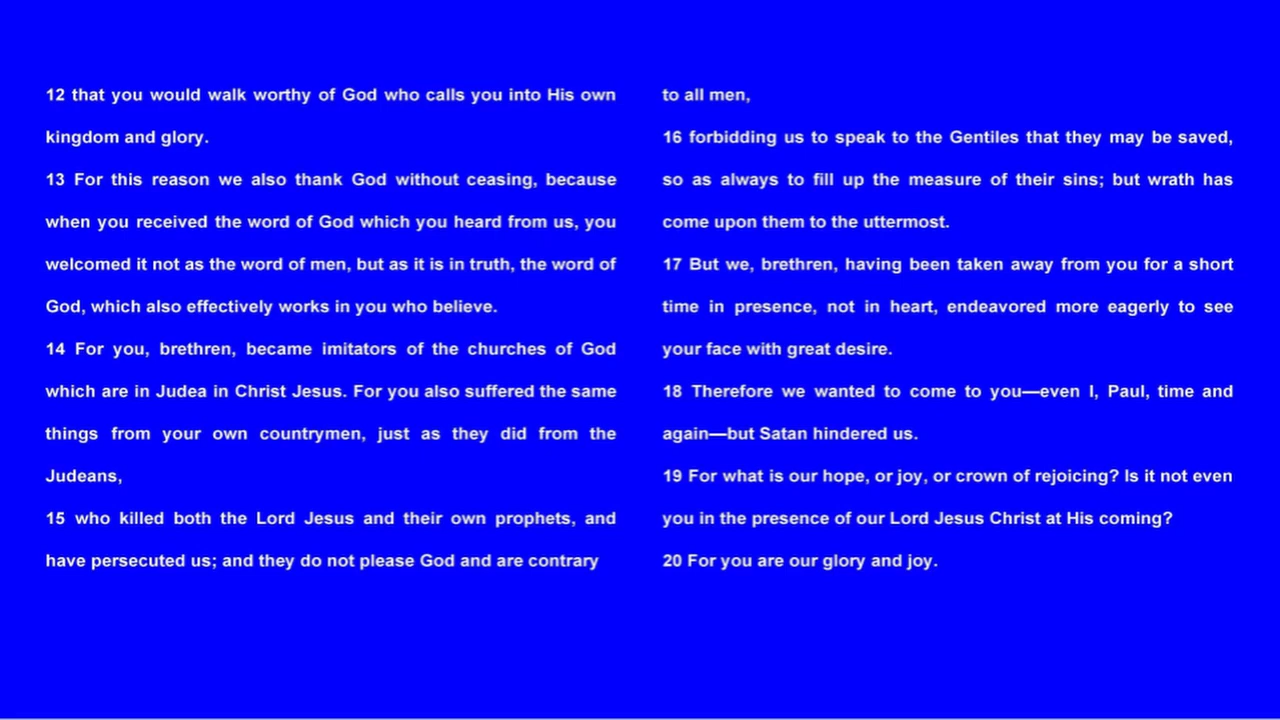 12 that you would walk worthy of God who calls you into His own
kingdom and glory.
13 For this reason we also thank God without ceasing, because
when you received the word of God which you heard from us, you
welcomed it not as the word of men, but as it is in truth, the word of
God, which also effectively works in you who believe.
14 For you, brethren, became imitators of the churches of God
which are in Judea in Christ Jesus. For you also suffered the same
things from your own countrymen, just as they did from the
Judeans,
15 who killed both the Lord Jesus and their own prophets, and
have persecuted us; and they do not please God and are contrary
to all men,
16 forbidding us to speak to the Gentiles that they may be saved,
so as always to fill up the measure of their sins; but wrath has
come upon them to the uttermost.
17 But we, brethren, having been taken away from you for a short
time in presence, not in heart, endeavored more eagerly to see
your face with great desire.
18 Therefore we wanted to come to you—even I, Paul, time and
again—but Satan hindered us.
19 For what is our hope, or joy, or crown of rejoicing? Is it not even
you in the presence of our Lord Jesus Christ at His coming?
20 For you are our glory and joy.